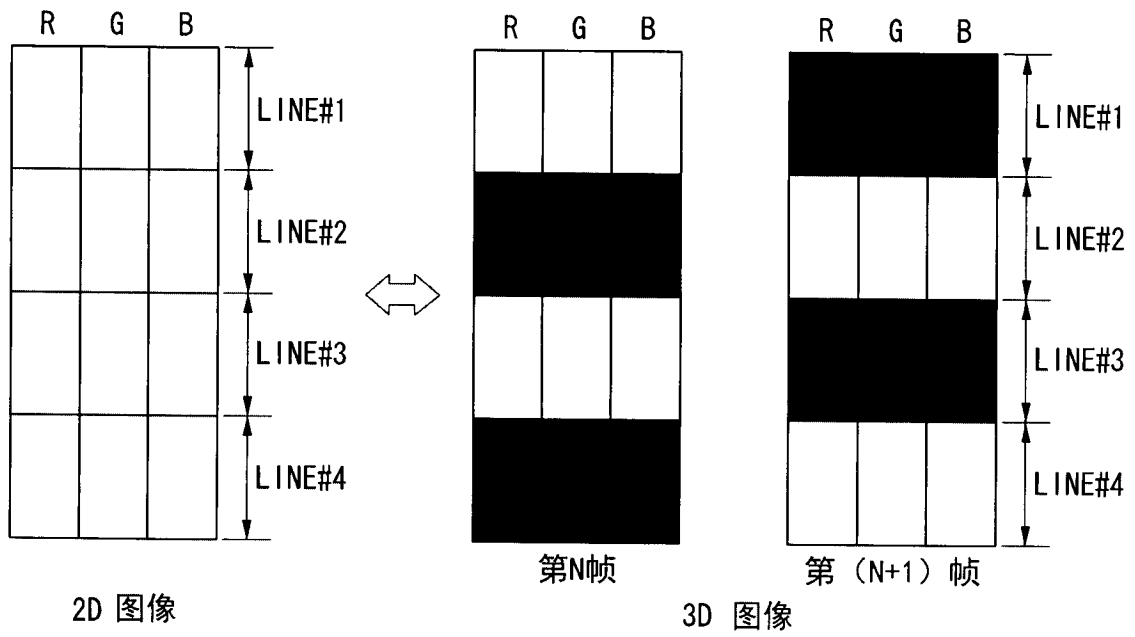 R G B
LINE#1
LINE#2
LINE#3
LINE#4
2D 图像
R G B
第N帧
R G B
LINE#1
LINE#2
LINE#3
LINE#4
第（N+1）帧
3D 图像